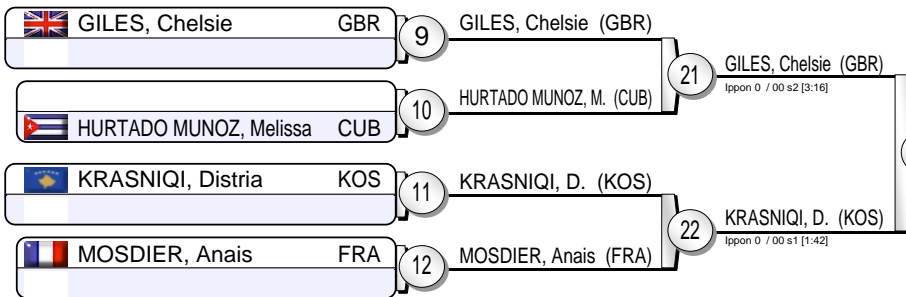 GILES, Chelsie GBR
9
GILES, Chelsie (GBR)
21
GILES, Chelsie (GBR)
Ippon 0 / 00 s2 [3:16]
10
HURTADO MUNOZ, M. (CUB)
HURTADO MUNOZ, Melissa CUB
KRASNIQI, Distria KOS
11
KRASNIQI, D. (KOS)
22
KRASNIQI, D. (KOS)
Ippon 0 / 00 s1 [1:42]
MOSDIER, Anais FRA
12
MOSDIER, Anais (FRA)